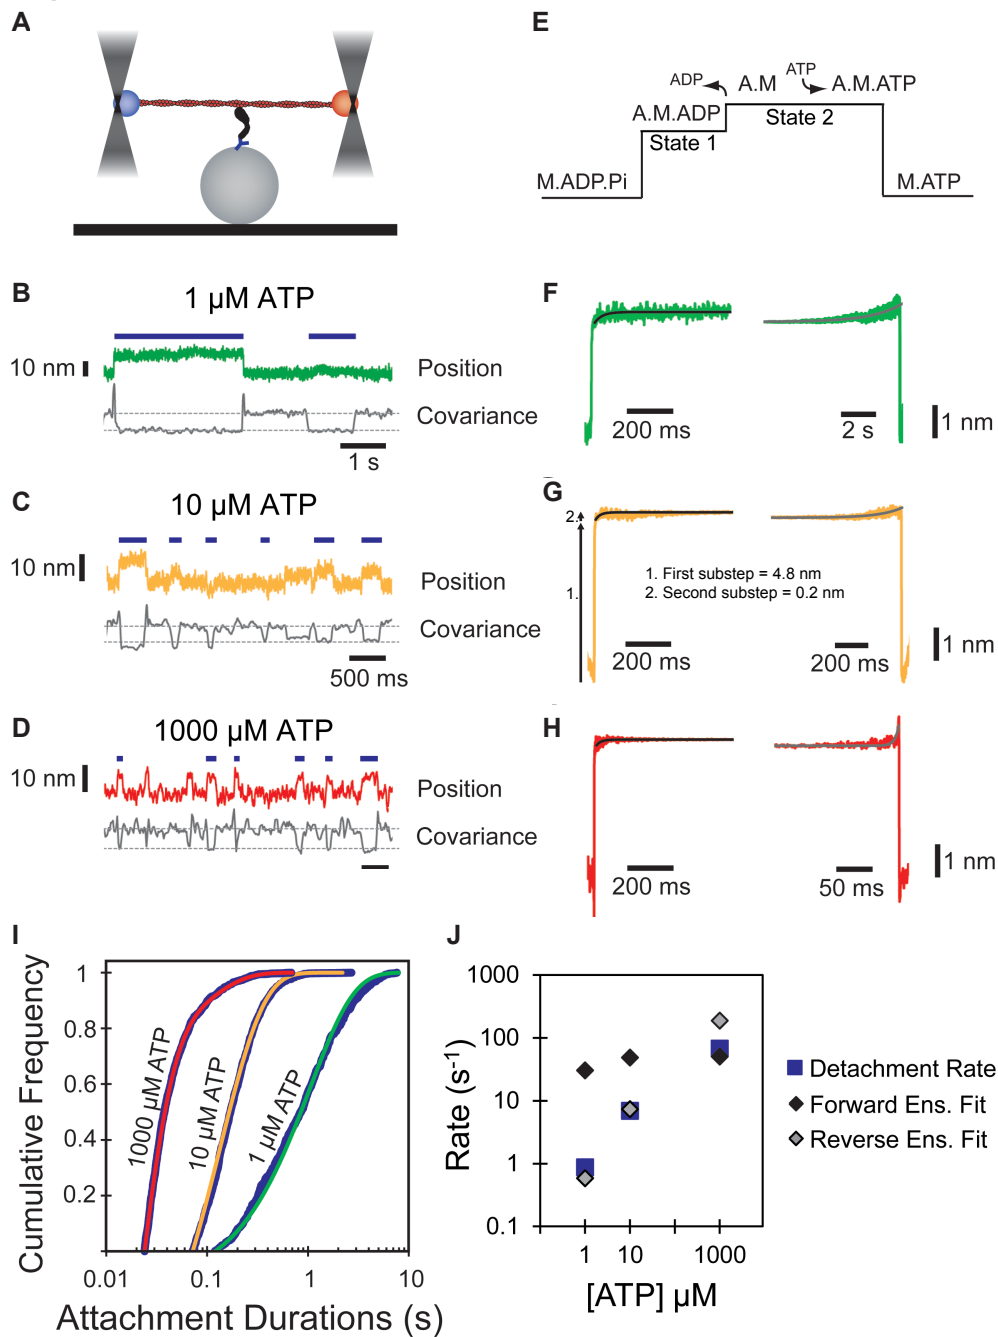 A
B
1 µM ATP
10 nm
Position
Covariance
1 s
C
10 µM ATP
10 nm
Position
Covariance
500 ms
D
1000 µM ATP
10 nm
Position
Covariance
E
ADP
A.M
ATP
A.M.ATP
A.M.ADP
State 1
State 2
M.ADP.Pi
M.ATP
F
200 ms
2 s
1 nm
G
2.
1.
1. First substep = 4.8 nm
2. Second substep = 0.2 nm
200 ms
200 ms
1 nm
H
200 ms
50 ms
1 nm
I
Cumulative Frequency
1
0.8
0.6
0.4
0.2
1000 µM ATP
10 µM ATP
1 µM ATP
0.01
0.1
1
10
Attachment Durations (s)
J
Rate (s-1)
1000
100
10
1
0.1
1
10
1000
[ATP] µM
Detachment Rate
Forward Ens. Fit
Reverse Ens. Fit